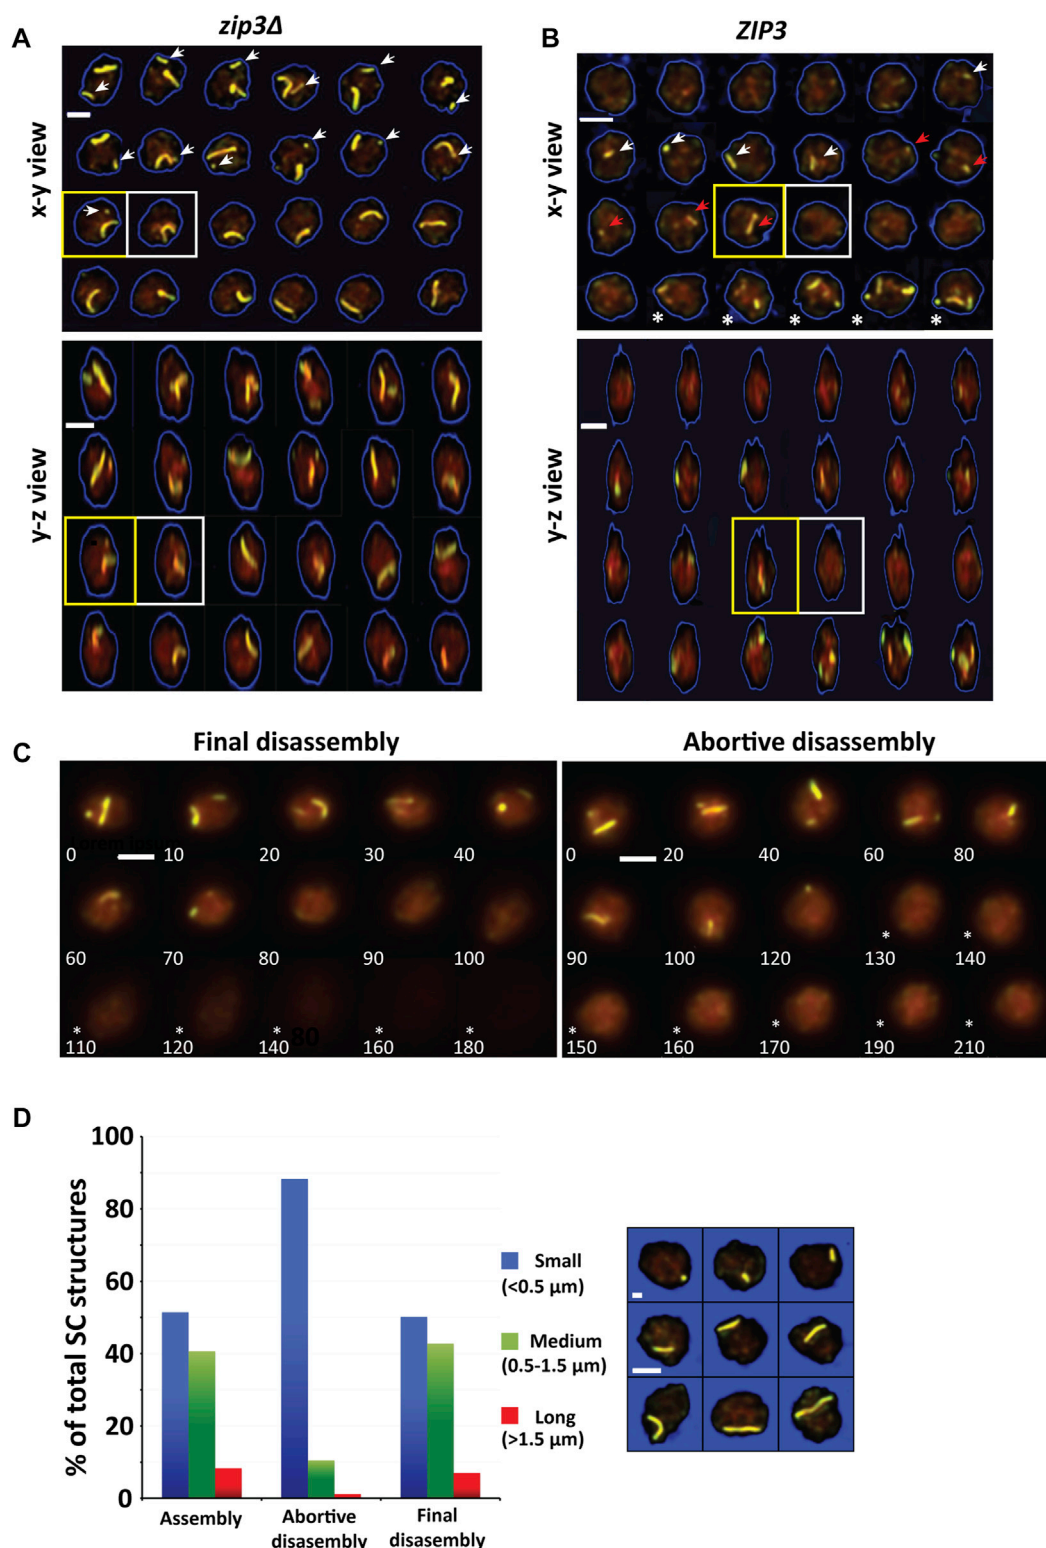 A
zip3Δ
B
ZIP3
x-y view
x-y view
* * * * *
y-z view
y-z view
C
Final disassembly
Abortive disassembly
0 10 20 30 40
0 20 40 60 80
60 70 80 90 100
90 100 120 * 130 * 140
* 110 * 120 * 140 80 * 160 * 180
* 150 * 160 * 170 * 190 * 210
D
% of total SC structures
100
80
60
40
20
0
Assembly
Abortive
disasembly
Final
disassembly
Small
(<0.5 µm)
Medium
(0.5-1.5 µm)
Long
(>1.5 µm)